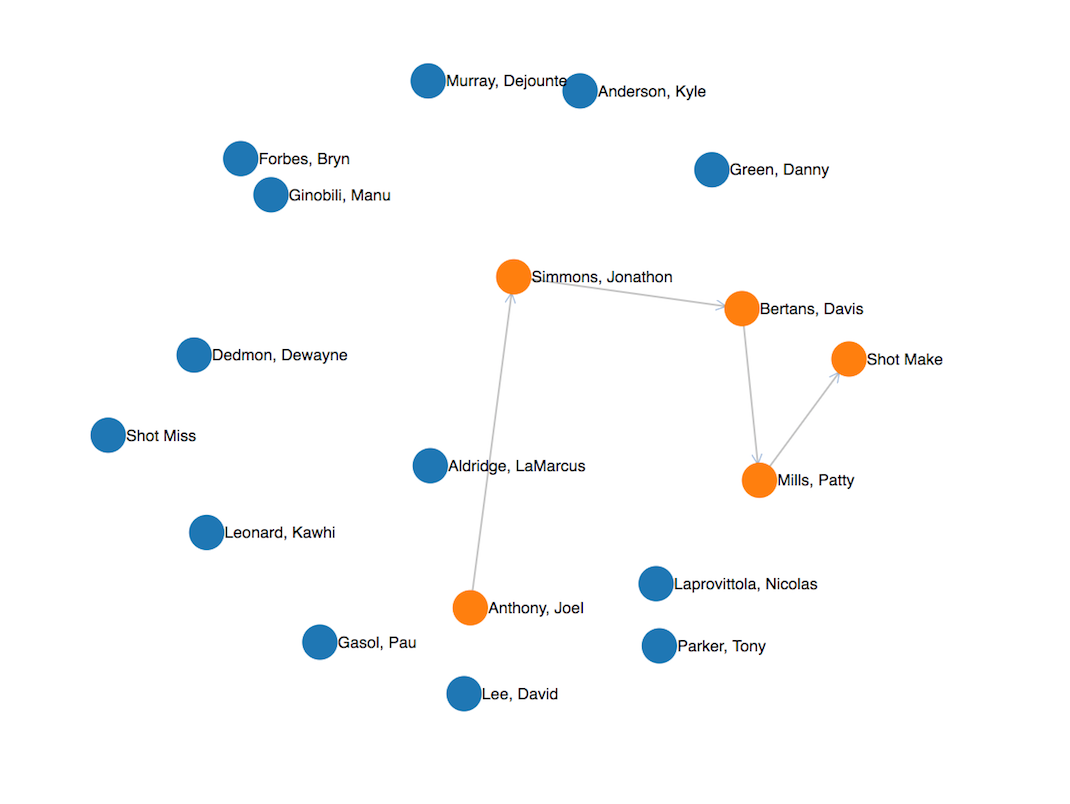 Murray, Dejounte
Anderson, Kyle
Forbes, Bryn
Green, Danny
Ginobili, Manu
Simmons, Jonathon
Bertans, Davis
Dedmon, Dewayne
Shot Make
Shot Miss
Aldridge, LaMarcus
Mills, Patty
Leonard, Kawhi
Laprovittola, Nicolas
Anthony, Joel
Gasol, Pau
Parker, Tony
Lee, David